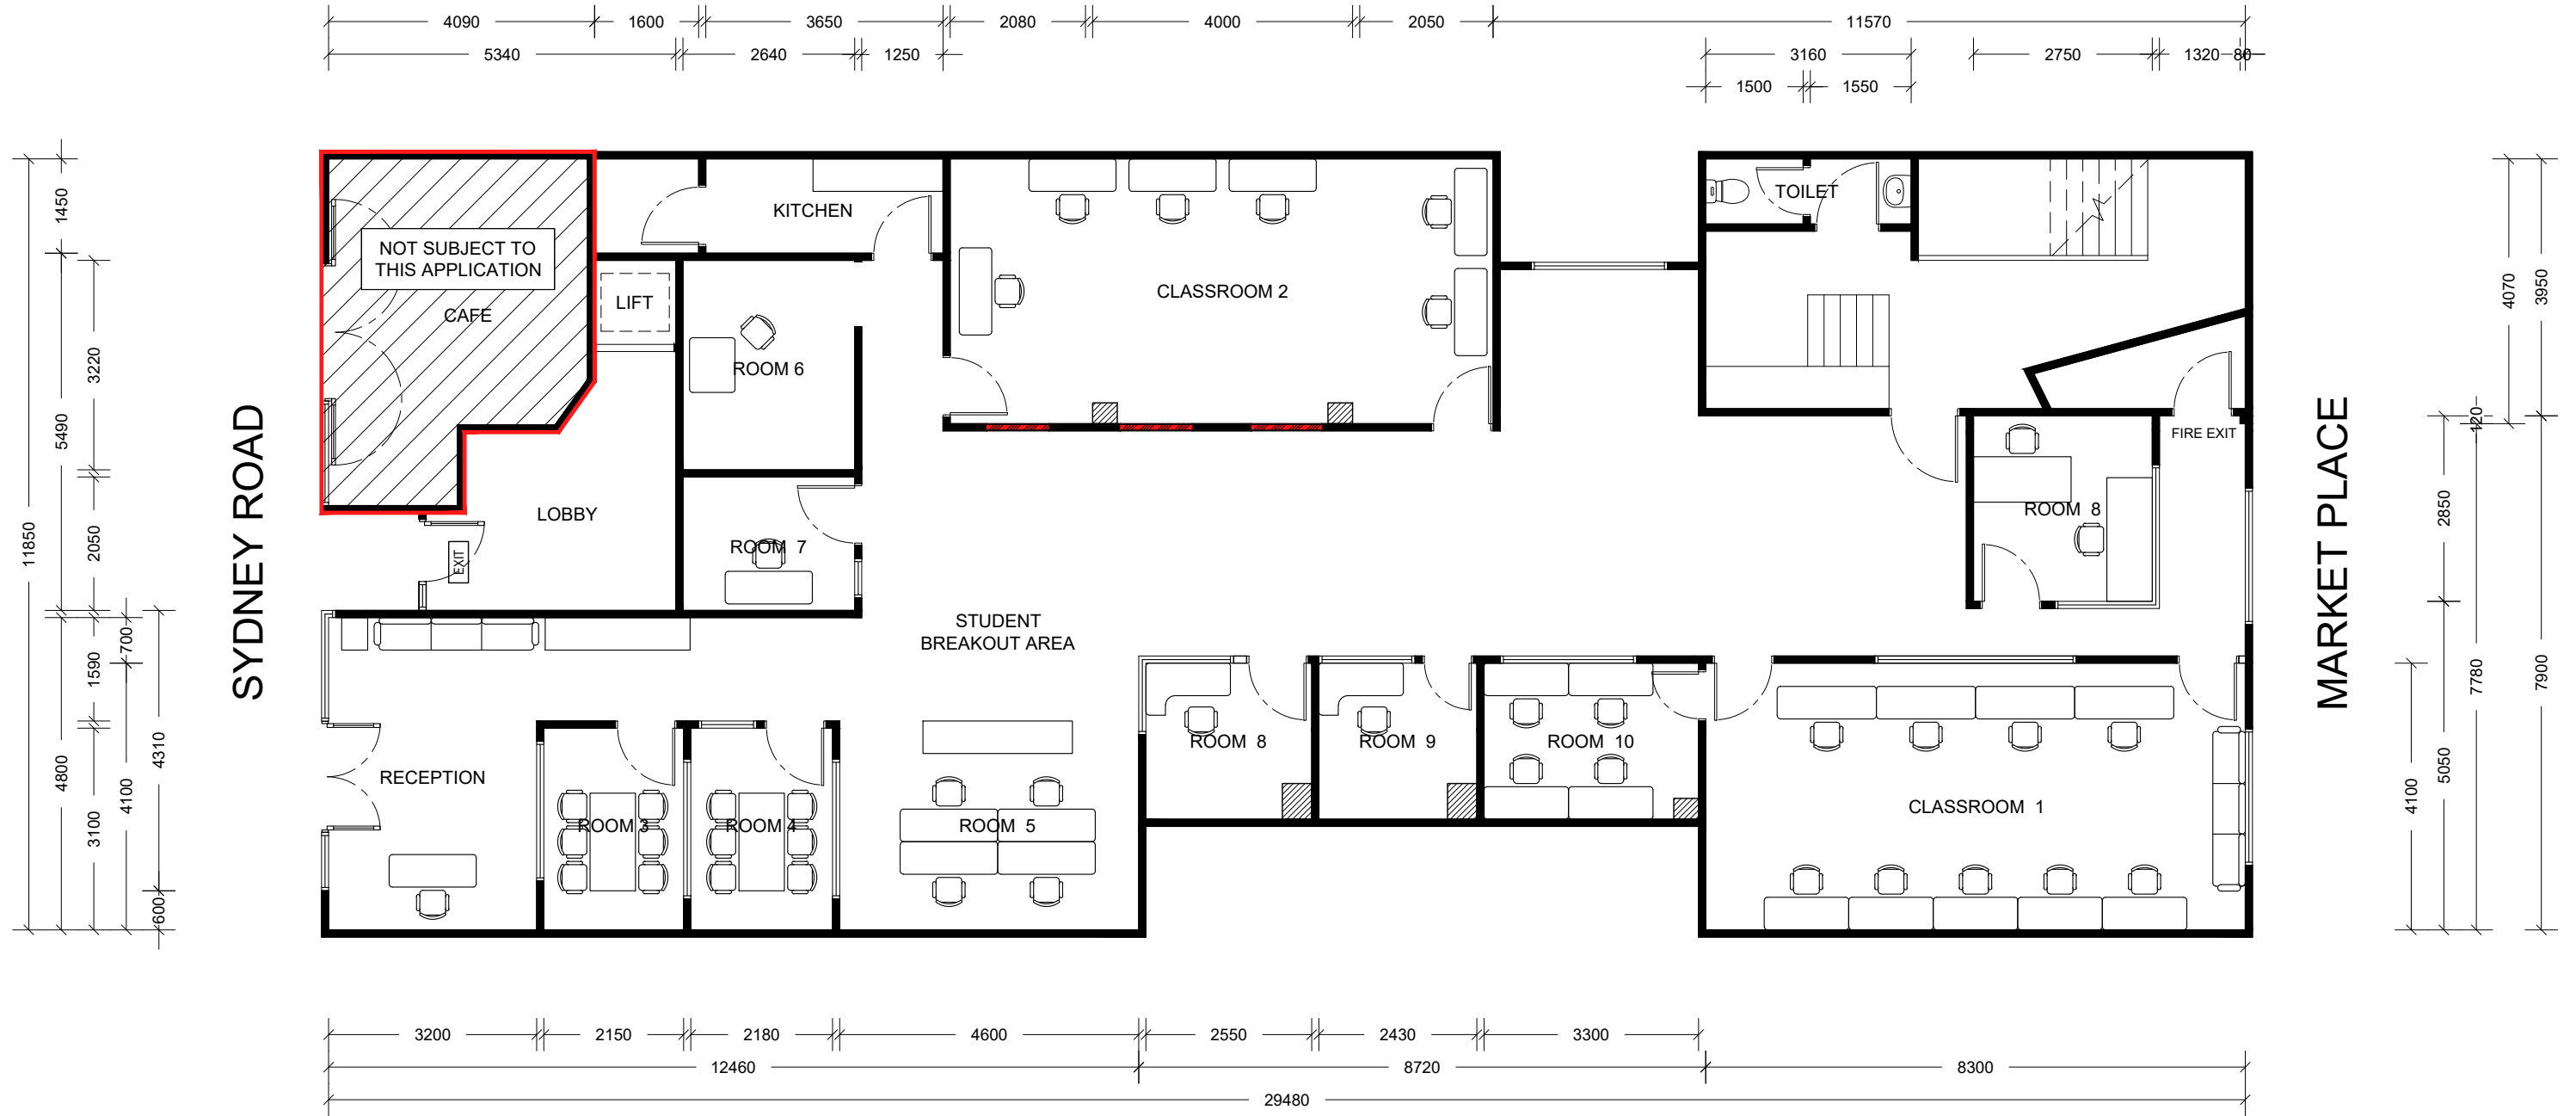 4090 1600 3650 2080 4000 2050 11570
5340 2640 1250 3160 2750 1320 80
1500 1550
1450
3220
5490
11850
2050
700
1590
4310
4800
4100
3100
600
SYDNEY ROAD
NOT SUBJECT TO
THIS APPLICATION
CAFE
LIFT
KITCHEN
CLASSROOM 2
TOILET
ROOM 6
LOBBY
EXIT
ROOM 7
FIRE EXIT
ROOM 8
STUDENT
BREAKOUT AREA
RECEPTION
ROOM 3
ROOM 4
ROOM 5
ROOM 8
ROOM 9
ROOM 10
CLASSROOM 1
MARKET PLACE
4070
3950
120
2850
7780
7900
5050
4100
3200 2150 2180 4600 2550 2430 3300
12460 8720 8300
29480